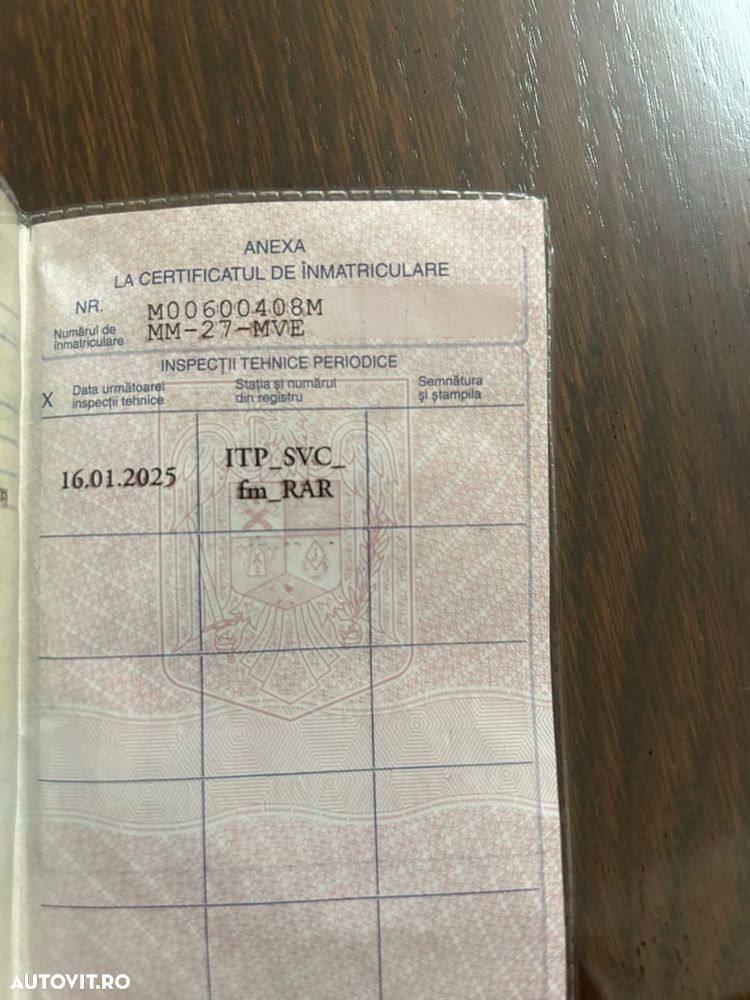 ANEXA
LA CERTIFICATUL DE ÎNMATRICULARE
NR. M00600408M
Numărul de înmatriculare MM-27-MVE
INSPECȚII TEHNICE PERIODICE
X Data următoarei Stația și numărul Semnătura
inspecții tehnice din registru și ștampila
16.01.2025 ITP_SVC_
fm_RAR
AUTOVIT.RO